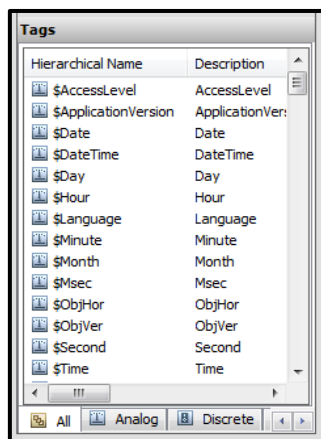 Tags
Hierarchical Name Description
$AccessLevel AccessLevel
$ApplicationVersion ApplicationVer
$Date Date
$DateTime DateTime
$Day Day
$Hour Hour
$Language Language
$Minute Minute
$Month Month
$Msec Msec
$ObjHor ObjHor
$ObjVer ObjVer
$Second Second
$Time Time
All Analog Discrete